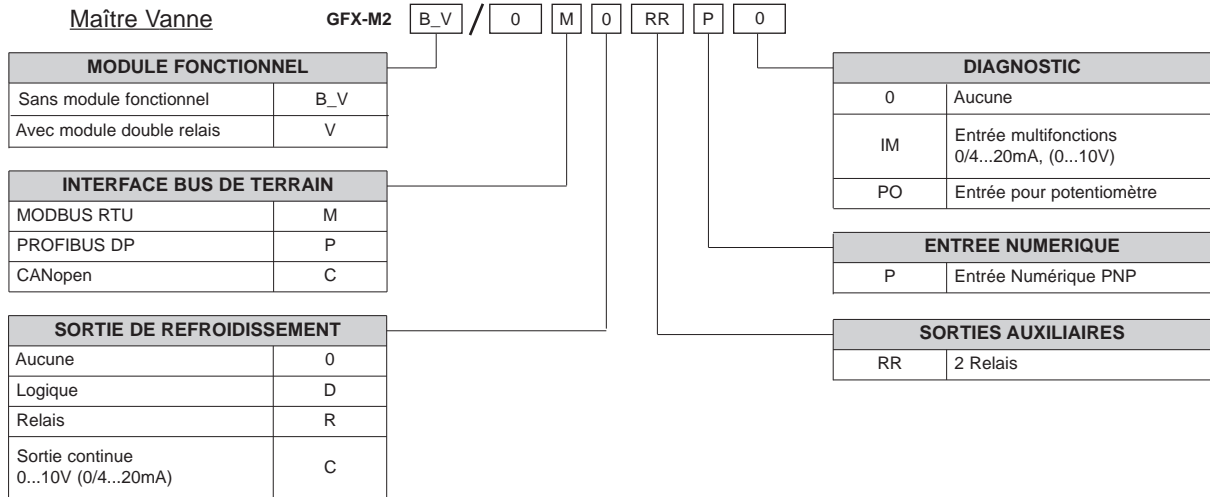 Maître Vanne GFX-M2 B_V / 0 M 0 RR P 0
MODULE FONCTIONNEL
Sans module fonctionnel B_V
Avec module double relais V
INTERFACE BUS DE TERRAIN
MODBUS RTU M
PROFIBUS DP P
CANopen C
SORTIE DE REFROIDISSEMENT
Aucune 0
Logique D
Relais R
Sortie continue
0...10V (0/4...20mA) C
DIAGNOSTIC
0 Aucune
IM Entrée multifonctions
0/4...20mA, (0...10V)
PO Entrée pour potentiomètre
ENTREE NUMERIQUE
P Entrée Numérique PNP
SORTIES AUXILIAIRES
RR 2 Relais